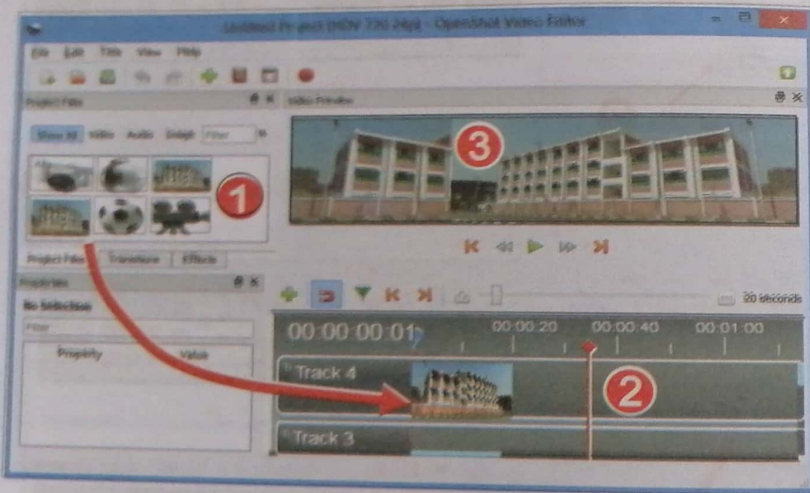 Untitled Project [HDV 720 24p] - OpenShot Video Editor
File Edit Title View Help
Project Files
Video Preview
Show All Video Audio Image Filter
1
3
Project Files Transitions Effects
Properties
No Selection
Filter
Property Value
20 seconds
00:00:00:01 00:00:20 00:00:40 00:01:00
Track 4
2
Track 3